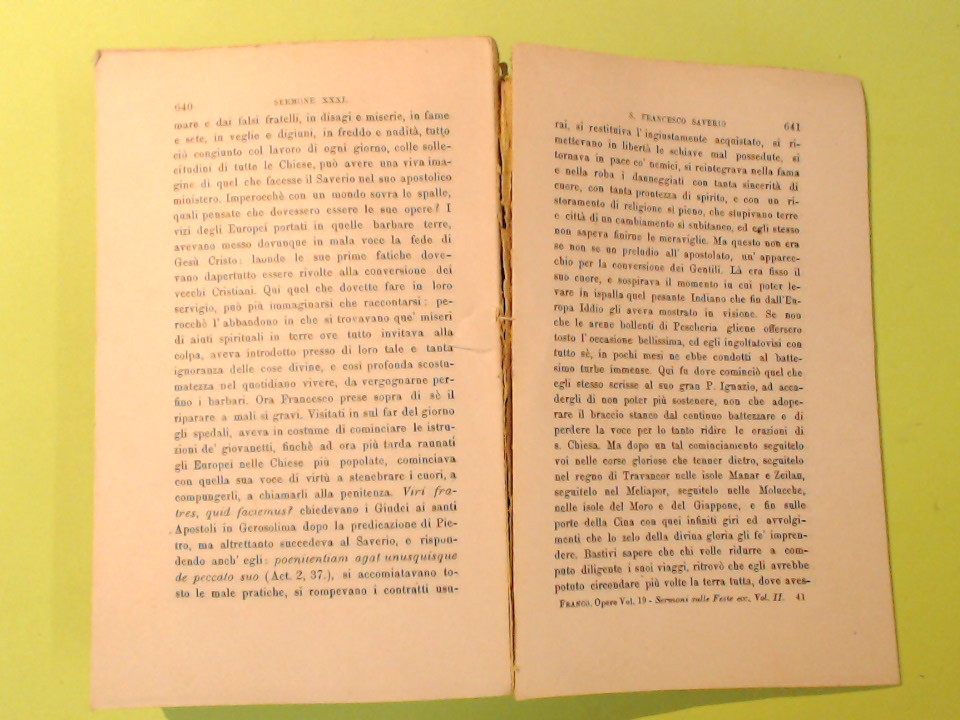 640
SERMONE XXXI.
mare e dai falsi fratelli, in disagi e miserie, in fame
e sete, in veglie e digiuni, in freddo e nudità, tutto
ciò congiunto col lavoro di ogni giorno, colle solle-
citudini di tutte le Chiese, può avere una viva ima-
gine di quel che facesse il Saverio nel suo apostolico
ministero. Imperocchè con un mondo sovra le spalle,
quali pensate che dovessero essere le sue opere? I
vizi degli Europei portati in quelle barbare terre,
avevano messo dovunque in mala voce la fede di
Gesù Cristo: laonde le sue prime fatiche dove-
vano dapertutto essere rivolte alla conversione dei
vecchi Cristiani. Qui quel che dovette fare in loro
servigio, può più immaginarsi che raccontarsi: pe-
rocchè l'abbandono in che si trovavano que' miseri
di aiuti spirituali in terre ove tutto invitava alla
colpa, aveva introdotto presso di loro tale e tanta
ignoranza delle cose divine, e così profonda scostu-
matezza nel quotidiano vivere, da vergognarne per-
fino i barbari. Ora Francesco prese sopra di sè il
riparare a mali sì gravi. Visitati in sul far del giorno
gli spedali, aveva in costume di cominciare le istru-
zioni de' giovanetti, finchè ad ora più tarda raunati
gli Europei nelle Chiese più popolate, cominciava
con quella sua voce di virtù a stenebrare i cuori, a
compungerli, a chiamarli alla penitenza. Viri fra-
tres, quid faciemus? chiedevano i Giudei ai santi
Apostoli in Gerosolima dopo la predicazione di Pie-
tro, ma altrettanto succedeva al Saverio, e rispon-
dendo anch' egli: poenitentiam agat unusquisque
de peccato suo (Act. 2, 37.), si accomiatavano to-
sto le male pratiche, si rompevano i contratti usu-
S. FRANCESCO SAVERIO
641
rai, si restituiva l'ingiustamente acquistato, si ri-
mettevano in libertà le schiave mal possedute, si
tornava in pace co' nemici, si reintegrava nella fama
e nella roba i danneggiati con tanta sincerità di
cuore, con tanta prontezza di spirito, e con un ri-
storamento di religione sì pieno, che stupivano terre
e città di un cambiamento sì subitaneo, ed egli stesso
non sapeva finirne le meraviglie. Ma questo non era
se non se un preludio all' apostolato, un' apparec-
chio per la conversione dei Gentili. Là era fisso il
suo cuore, e sospirava il momento in cui poter le-
vare in ispalla quel pesante Indiano che fin dall'Eu-
ropa Iddio gli aveva mostrato in visione. Se non
che le arene bollenti di Pescheria gliene offersero
tosto l'occasione bellissima, ed egli ingolfatovisi con
tutto sè, in pochi mesi ne ebbe condotti al batte-
simo turbe immense. Qui fu dove cominciò quel che
egli stesso scrisse al suo gran P. Ignazio, ad acca-
dergli di non poter più sostenere, non che adope-
rare il braccio stanco dal continuo battezzare e di
perdere la voce per lo tanto ridire le orazioni di
s. Chiesa. Ma dopo un tal cominciamento seguitelo
voi nelle corse gloriose che tenner dietro, seguitelo
nel regno di Travancor nelle isole Manar e Zeilan,
seguitelo nel Meliapor, seguitelo nelle Molucche,
nelle isole del Moro e del Giappone, e fin sulle
porte della Cina con quei infiniti giri ed avvolgi-
menti che lo zelo della divina gloria gli fe' impren-
dere. Bastivi sapere che chi volle ridurre a com-
puto diligente i suoi viaggi, ritrovò che egli avrebbe
potuto circondare più volte la terra tutta, dove aves-
FRANCO. Opere Vol. 19 - Sermoni sulle Feste ecc. Vol. II. 41